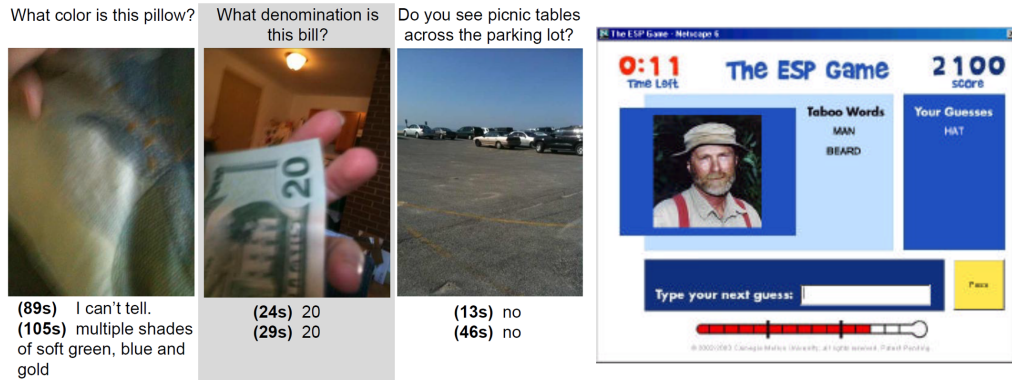 What color is this pillow?
(89s) I can't tell.
(105s) multiple shades
of soft green, blue and
gold
What denomination is
this bill?
20
(24s) 20
(29s) 20
Do you see picnic tables
across the parking lot?
(13s) no
(46s) no
The ESP Game - Netscape 6
0:11
Time Left
The ESP Game
2100
score
Taboo Words
MAN
BEARD
Your Guesses
HAT
Type your next guess:
Pass